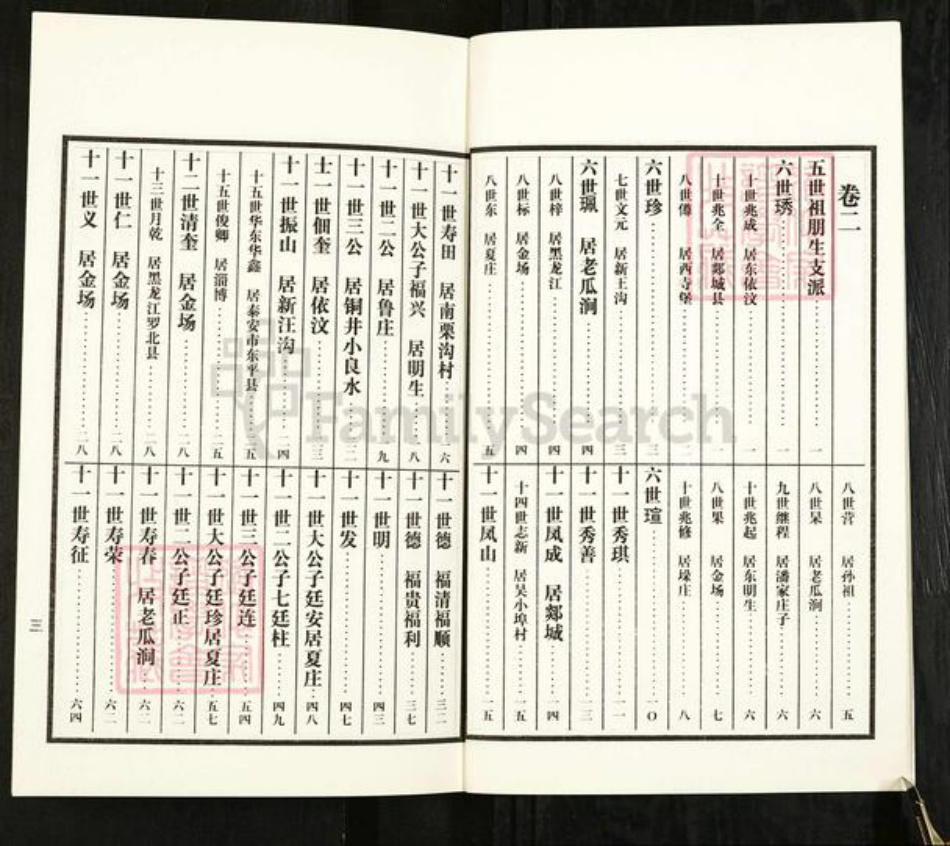 卷二
五世祖朋生支派……一
六世琇……一
十世兆成 居东依汶……一
十世兆全 居郯城县……
八世僔 居西寺堡……二
六世珍……
七世文元 居新王沟……三
六世珮 居老瓜涧……四
八世梓 居黑龙江……四
八世标 居金场……四
八世东 居夏庄……五
八世营 居孙祖……五
八世杲 居老瓜涧……六
九世继程 居潘家庄子……六
十世兆起 居东明生……六
八世果 居金场……七
十世兆修 居垛庄……八
六世瑄……一〇
十一世秀琪……一一
十一世秀善……一三
十一世凤成 居郯城……一四
十四世志新 居吴小埠村……一五
十一世凤山……一五
十一世寿田 居南栗沟村……一六
十一世大公子福兴 居明生……一八
十一世二公 居鲁庄……一九
十一世三公 居铜井小良水……二二
十一世佃奎 居依汶……二三
十一世振山 居新汪沟……二四
十五世华东华鑫 居泰安市东平县……二五
十五世俊卿 居淄博……二五
十二世清奎 居金场……二八
十三世月乾 居黑龙江罗北县……二八
十一世仁 居金场……二八
十一世义 居金场……二八
十一世德 福清福顺……三二
十一世德 福贵福利……三七
十一世明……四三
十一世发……四七
十一世大公子廷安居夏庄……四八
十一世二公子七廷柱……四九
十一世三公子廷连……五四
十一世大公子廷珍居夏庄……五七
十一世二公子廷正……六二
十一世寿春 居老瓜涧……六二
十一世寿荣……六二
十一世寿征……六四
三
FamilySearch